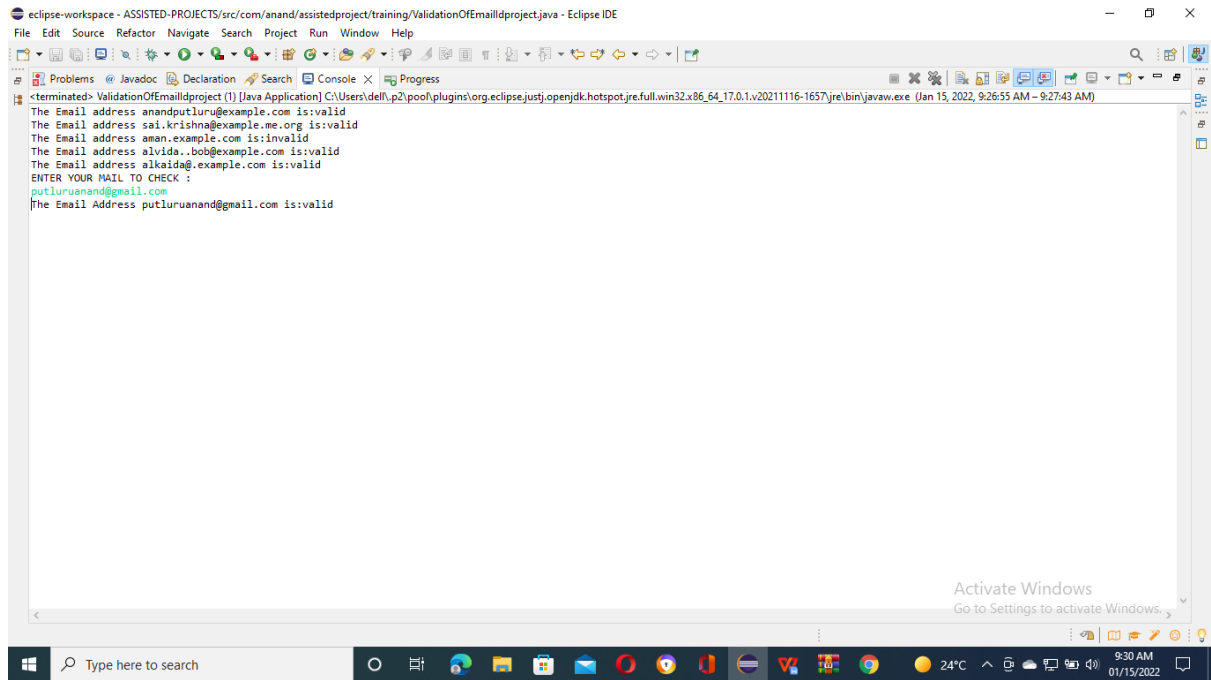 eclipse-workspace - ASSISTED-PROJECTS/src/com/anand/assistedproject/training/ValidationOfEmailIdproject.java - Eclipse IDE
File Edit Source Refactor Navigate Search Project Run Window Help
Problems @ Javadoc Declaration Search Console Progress
<terminated> ValidationOfEmailIdproject (1) [Java Application] C:\Users\dell\.p2\pool\plugins\org.eclipse.justj.openjdk.hotspot.jre.full.win32.x86_64_17.0.1.v20211116-1657\jre\bin\javaw.exe (Jan 15, 2022, 9:26:55 AM – 9:27:43 AM)
The Email address anandputluru@example.com is:valid
The Email address sai.krishna@example.me.org is:valid
The Email address aman.example.com is:invalid
The Email address alvida..bob@example.com is:valid
The Email address alkaida@.example.com is:valid
ENTER YOUR MAIL TO CHECK :
putluruanand@gmail.com
The Email Address putluruanand@gmail.com is:valid
Activate Windows
Go to Settings to activate Windows.
Type here to search
24°C
9:30 AM
01/15/2022